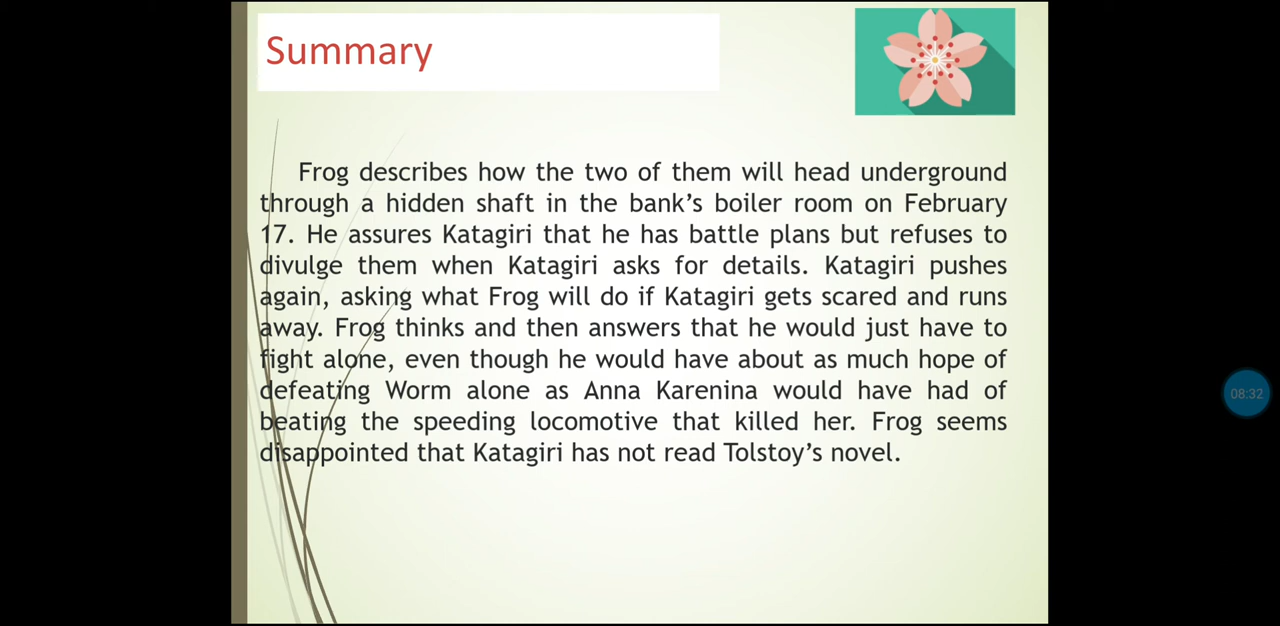 Summary
Frog describes how the two of them will head underground
through a hidden shaft in the bank's boiler room on February
17. He assures Katagiri that he has battle plans but refuses to
divulge them when Katagiri asks for details. Katagiri pushes
again, asking what Frog will do if Katagiri gets scared and runs
away. Frog thinks and then answers that he would just have to
fight alone, even though he would have about as much hope of
defeating Worm alone as Anna Karenina would have had of
beating the speeding locomotive that killed her. Frog seems
disappointed that Katagiri has not read Tolstoy's novel.
08:32